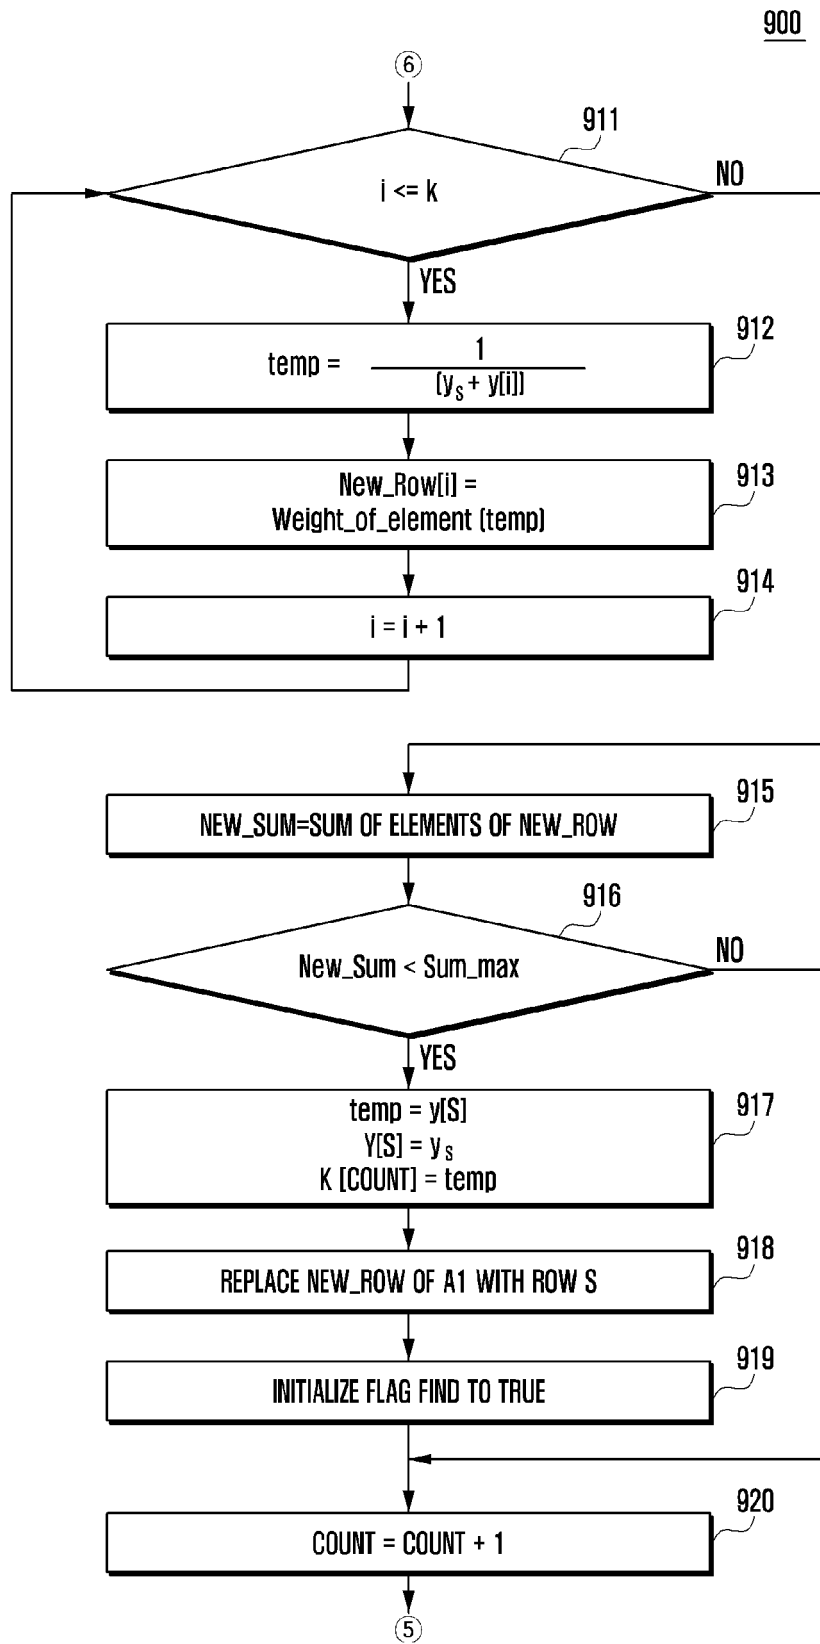 900
⑥
911
i <= k
NO
YES
912
temp = 1 / (yₛ + y[i])
913
New_Row[i] =
Weight_of_element (temp)
914
i = i + 1
915
NEW_SUM=SUM OF ELEMENTS OF NEW_ROW
916
New_Sum < Sum_max
NO
YES
917
temp = y[S]
Y[S] = yₛ
K [COUNT] = temp
918
REPLACE NEW_ROW OF A1 WITH ROW S
919
INITIALIZE FLAG FIND TO TRUE
920
COUNT = COUNT + 1
⑤